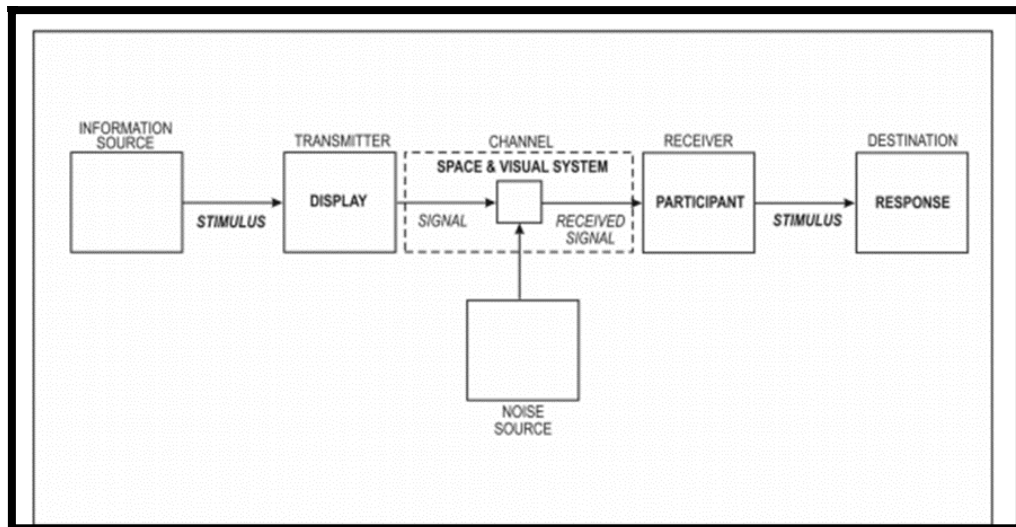 INFORMATION
SOURCE
TRANSMITTER
CHANNEL
RECEIVER
DESTINATION
SPACE & VISUAL SYSTEM
DISPLAY
PARTICIPANT
RESPONSE
STIMULUS
SIGNAL
RECEIVED
SIGNAL
STIMULUS
NOISE
SOURCE